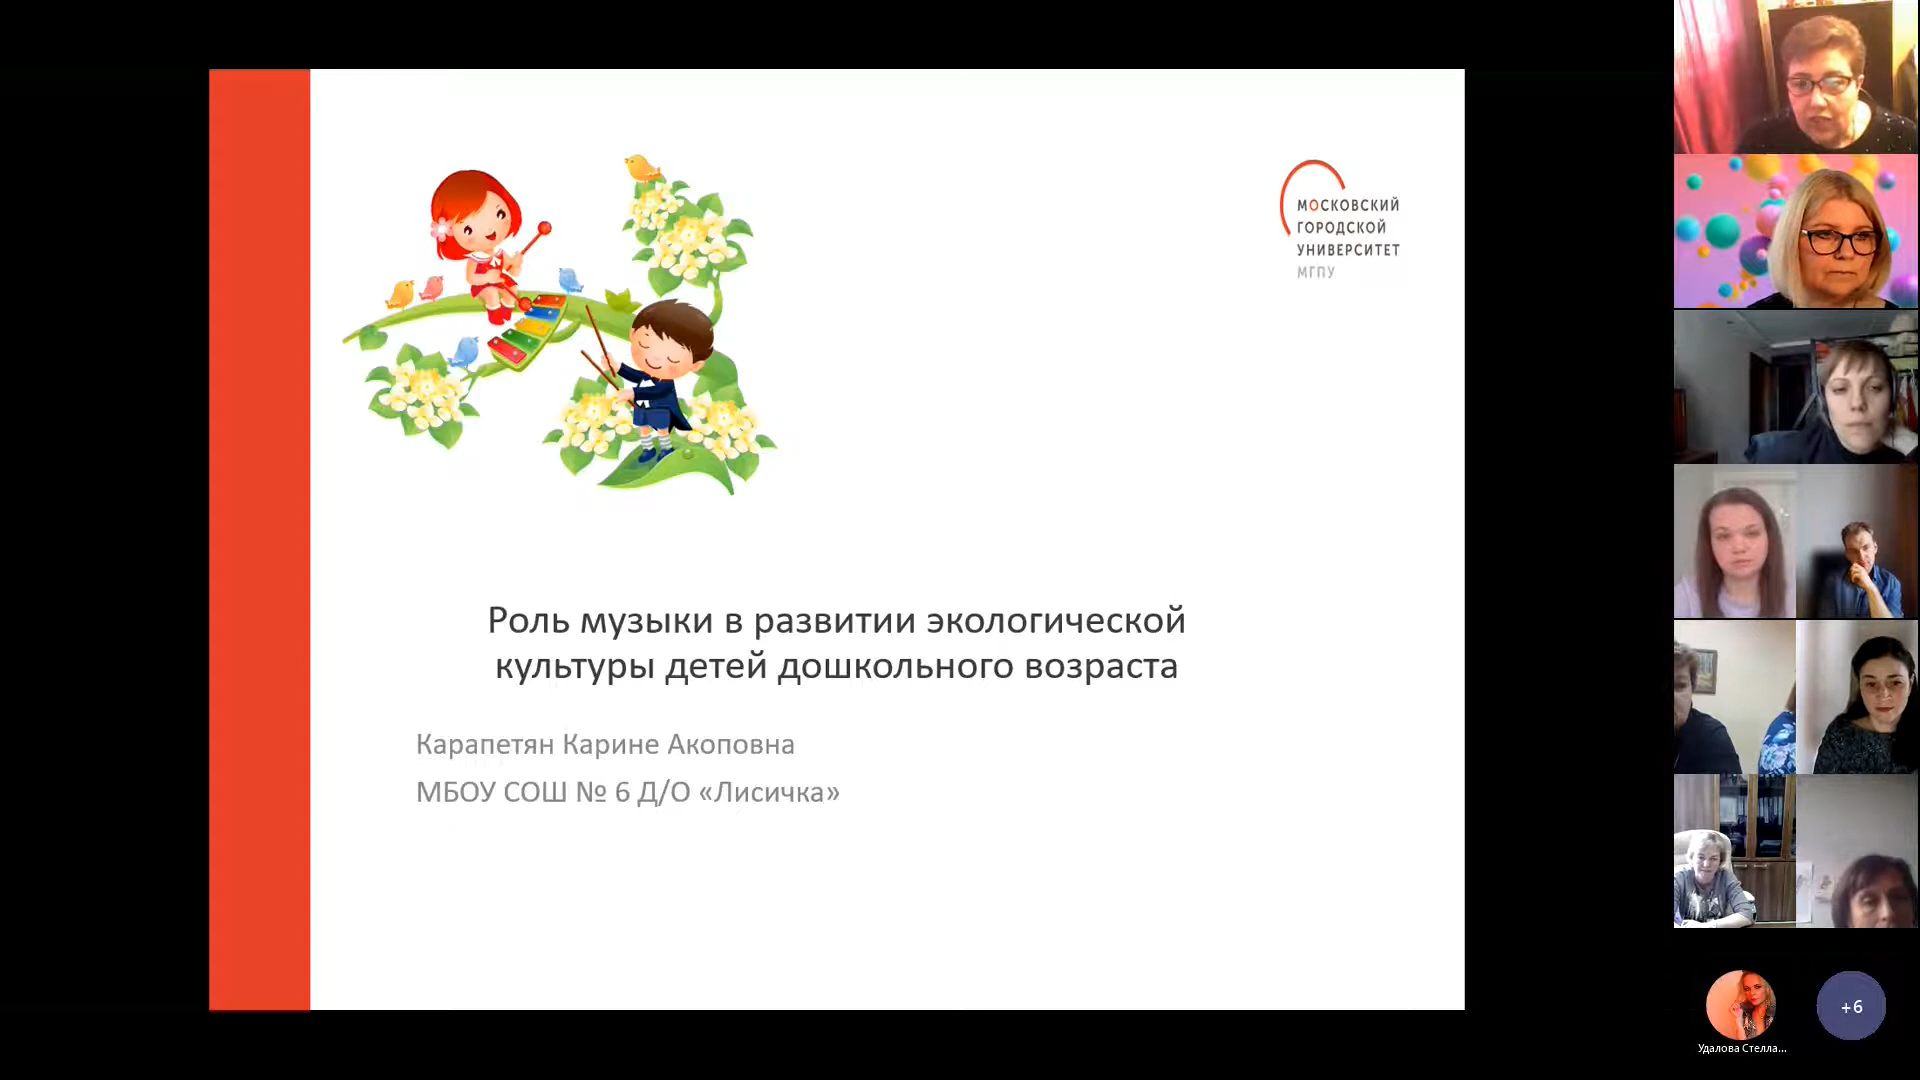 МОСКОВСКИЙ
ГОРОДСКОЙ
УНИВЕРСИТЕТ
МГПУ
Роль музыки в развитии экологической
культуры детей дошкольного возраста
Карапетян Карине Акоповна
МБОУ СОШ № 6 Д/О «Лисичка»
+6
Удалова Стелла...